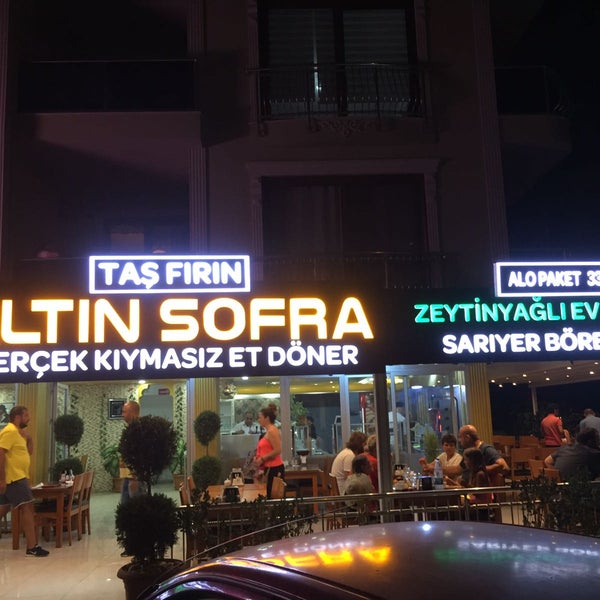 TAŞ FIRIN
LTIN SOFRA
ERÇEK KIYMASIZ ET DÖNER
ALO PAKET 33
ZEYTİNYAĞLI EV
SARIYER BÖRE